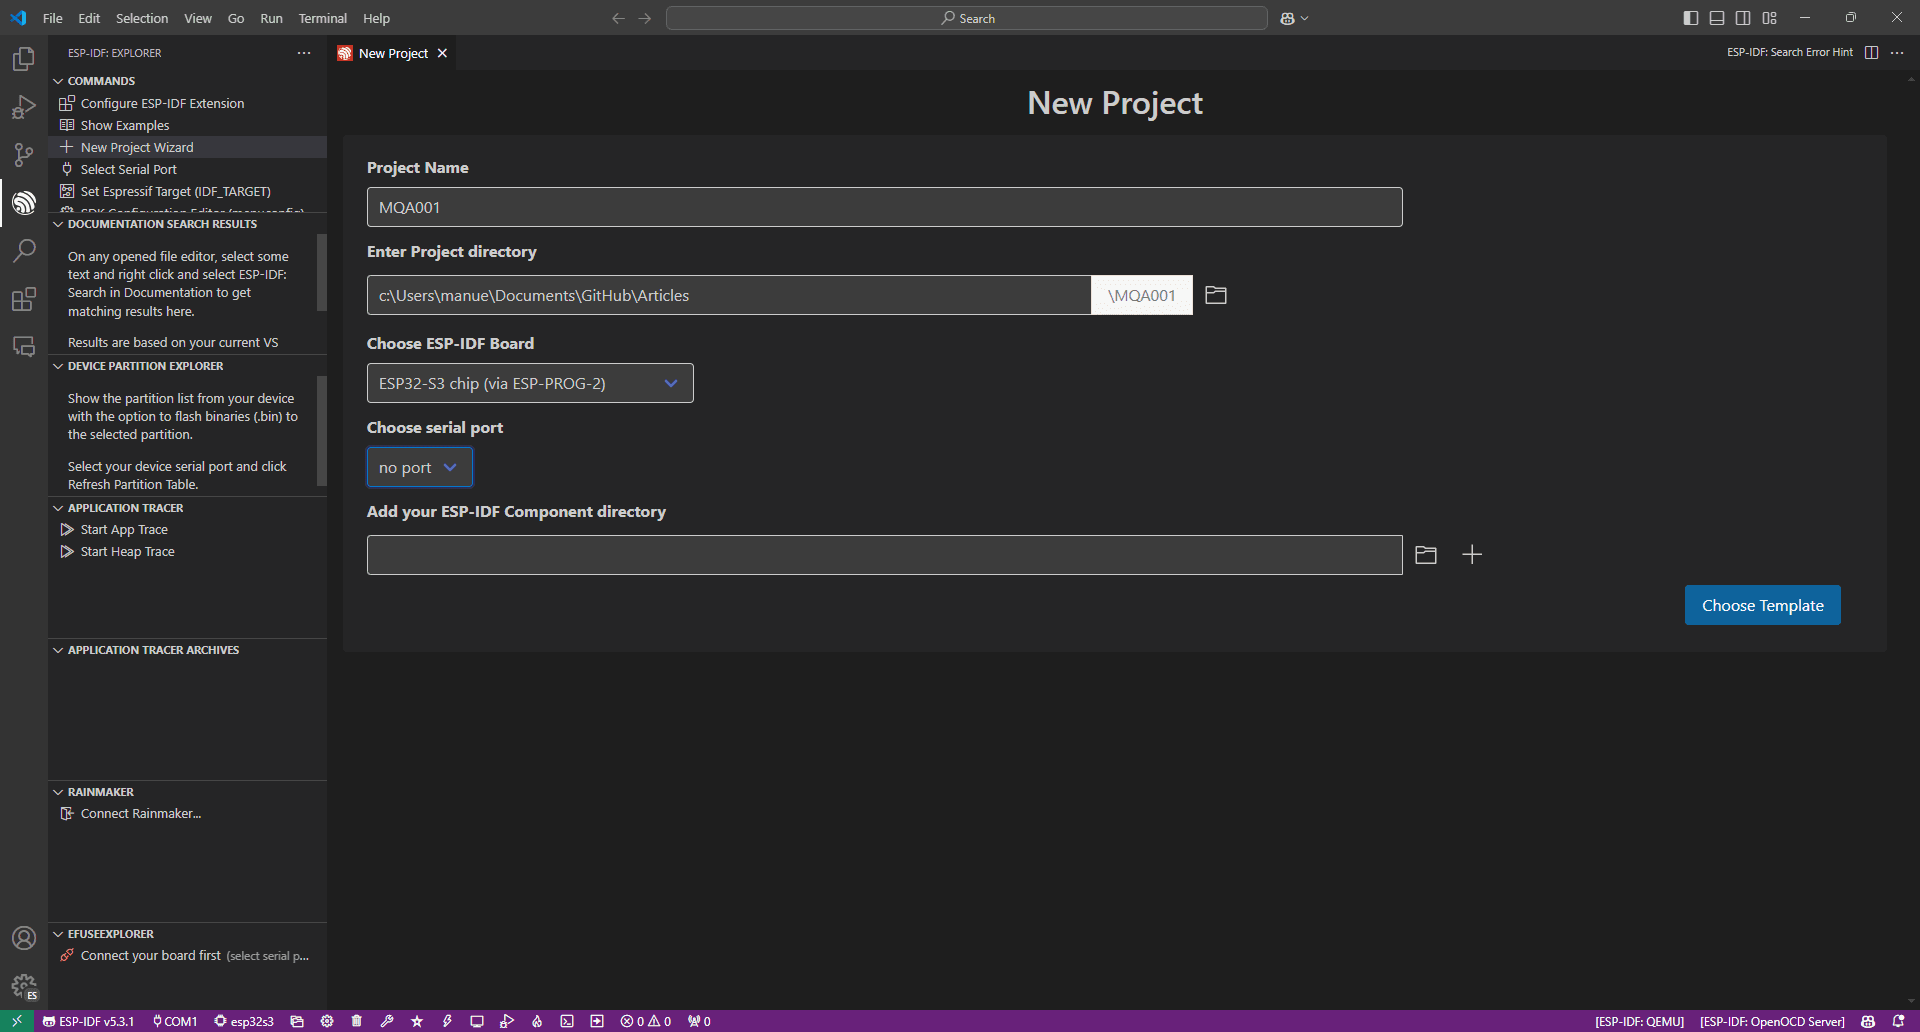 File Edit Selection View Go Run Terminal Help
Search
ESP-IDF: EXPLORER
COMMANDS
Configure ESP-IDF Extension
Show Examples
New Project Wizard
Select Serial Port
Set Espressif Target (IDF_TARGET)
SDK Configuration Editor (menuconfig)
DOCUMENTATION SEARCH RESULTS
On any opened file editor, select some
text and right click and select ESP-IDF:
Search in Documentation to get
matching results here.
Results are based on your current VS
DEVICE PARTITION EXPLORER
Show the partition list from your device
with the option to flash binaries (.bin) to
the selected partition.
Select your device serial port and click
Refresh Partition Table.
APPLICATION TRACER
Start App Trace
Start Heap Trace
APPLICATION TRACER ARCHIVES
RAINMAKER
Connect Rainmaker...
EFUSEEXPLORER
Connect your board first (select serial p...
ES
New Project
ESP-IDF: Search Error Hint
New Project
Project Name
MQA001
Enter Project directory
c:\Users\manue\Documents\GitHub\Articles \MQA001
Choose ESP-IDF Board
ESP32-S3 chip (via ESP-PROG-2)
Choose serial port
no port
Add your ESP-IDF Component directory
Choose Template
ESP-IDF v5.3.1 COM1 esp32s3 0 0 0 [ESP-IDF: QEMU] [ESP-IDF: OpenOCD Server]